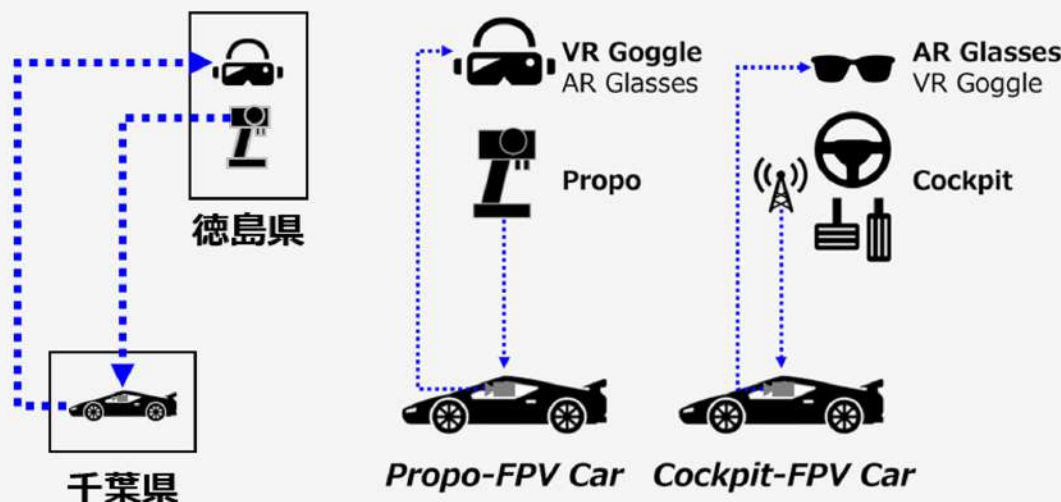 徳島県
千葉県
VR Goggle
AR Glasses
Propo
Propo-FPV Car
AR Glasses
VR Goggle
Cockpit
Cockpit-FPV Car